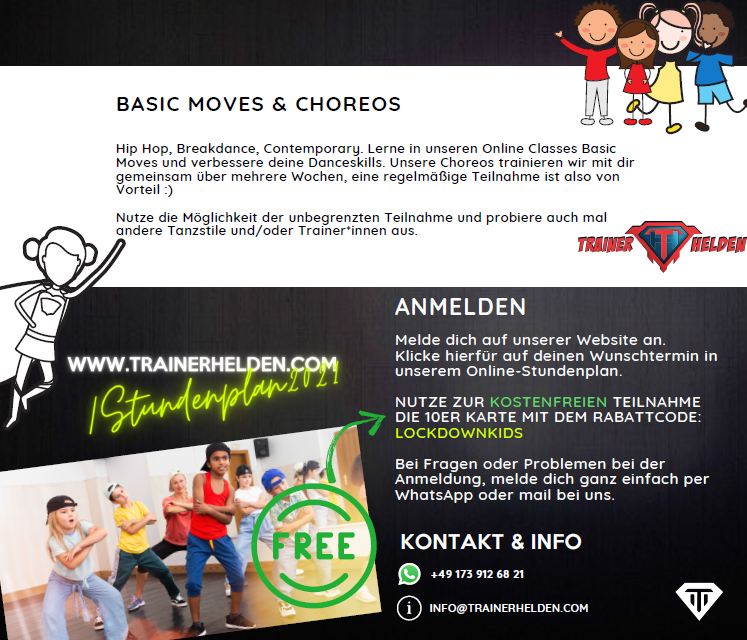 BASIC MOVES & CHOREOS
Hip Hop, Breakdance, Contemporary. Lerne in unseren Online Classes Basic
Moves und verbessere deine Danceskills. Unsere Choreos trainieren wir mit dir
gemeinsam über mehrere Wochen, eine regelmäßige Teilnahme ist also von
Vorteil :)
Nutze die Möglichkeit der unbegrenzten Teilnahme und probiere auch mal
andere Tanzstile und/oder Trainer*innen aus.
TRAINER HELDEN
WWW.TRAINERHELDEN.COM
/Stundenplan2021
ANMELDEN
Melde dich auf unserer Website an.
Klicke hierfür auf deinen Wunschtermin in
unserem Online-Stundenplan.
NUTZE ZUR KOSTENFREIEN TEILNAHME
DIE 10ER KARTE MIT DEM RABATTCODE:
LOCKDOWNKIDS
Bei Fragen oder Problemen bei der
Anmeldung, melde dich ganz einfach per
WhatsApp oder mail bei uns.
FREE
KONTAKT & INFO
+49 173 912 68 21
INFO@TRAINERHELDEN.COM